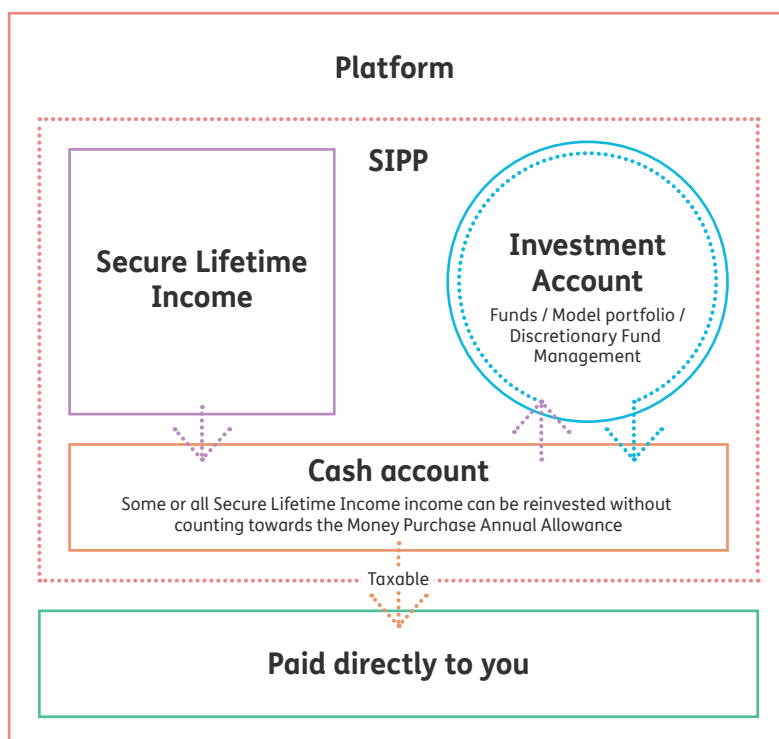 Platform
SIPP
Secure Lifetime
Income
Investment
Account
Funds / Model portfolio /
Discretionary Fund
Management
Cash account
Some or all Secure Lifetime Income income can be reinvested without
counting towards the Money Purchase Annual Allowance
Taxable
Paid directly to you